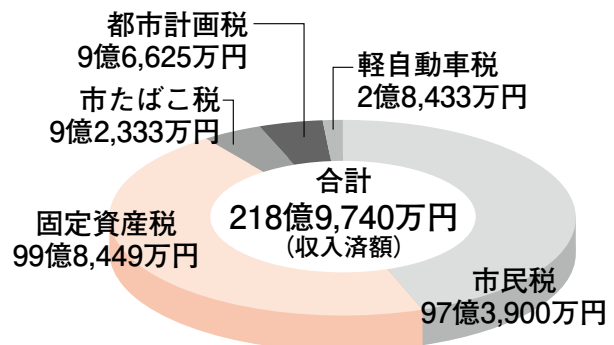 都市計画税
9億6,625万円
軽自動車税
2億8,433万円
市たばこ税
9億2,333万円
合計
218億9,740万円
(収入済額)
固定資産税
99億8,449万円
市民税
97億3,900万円